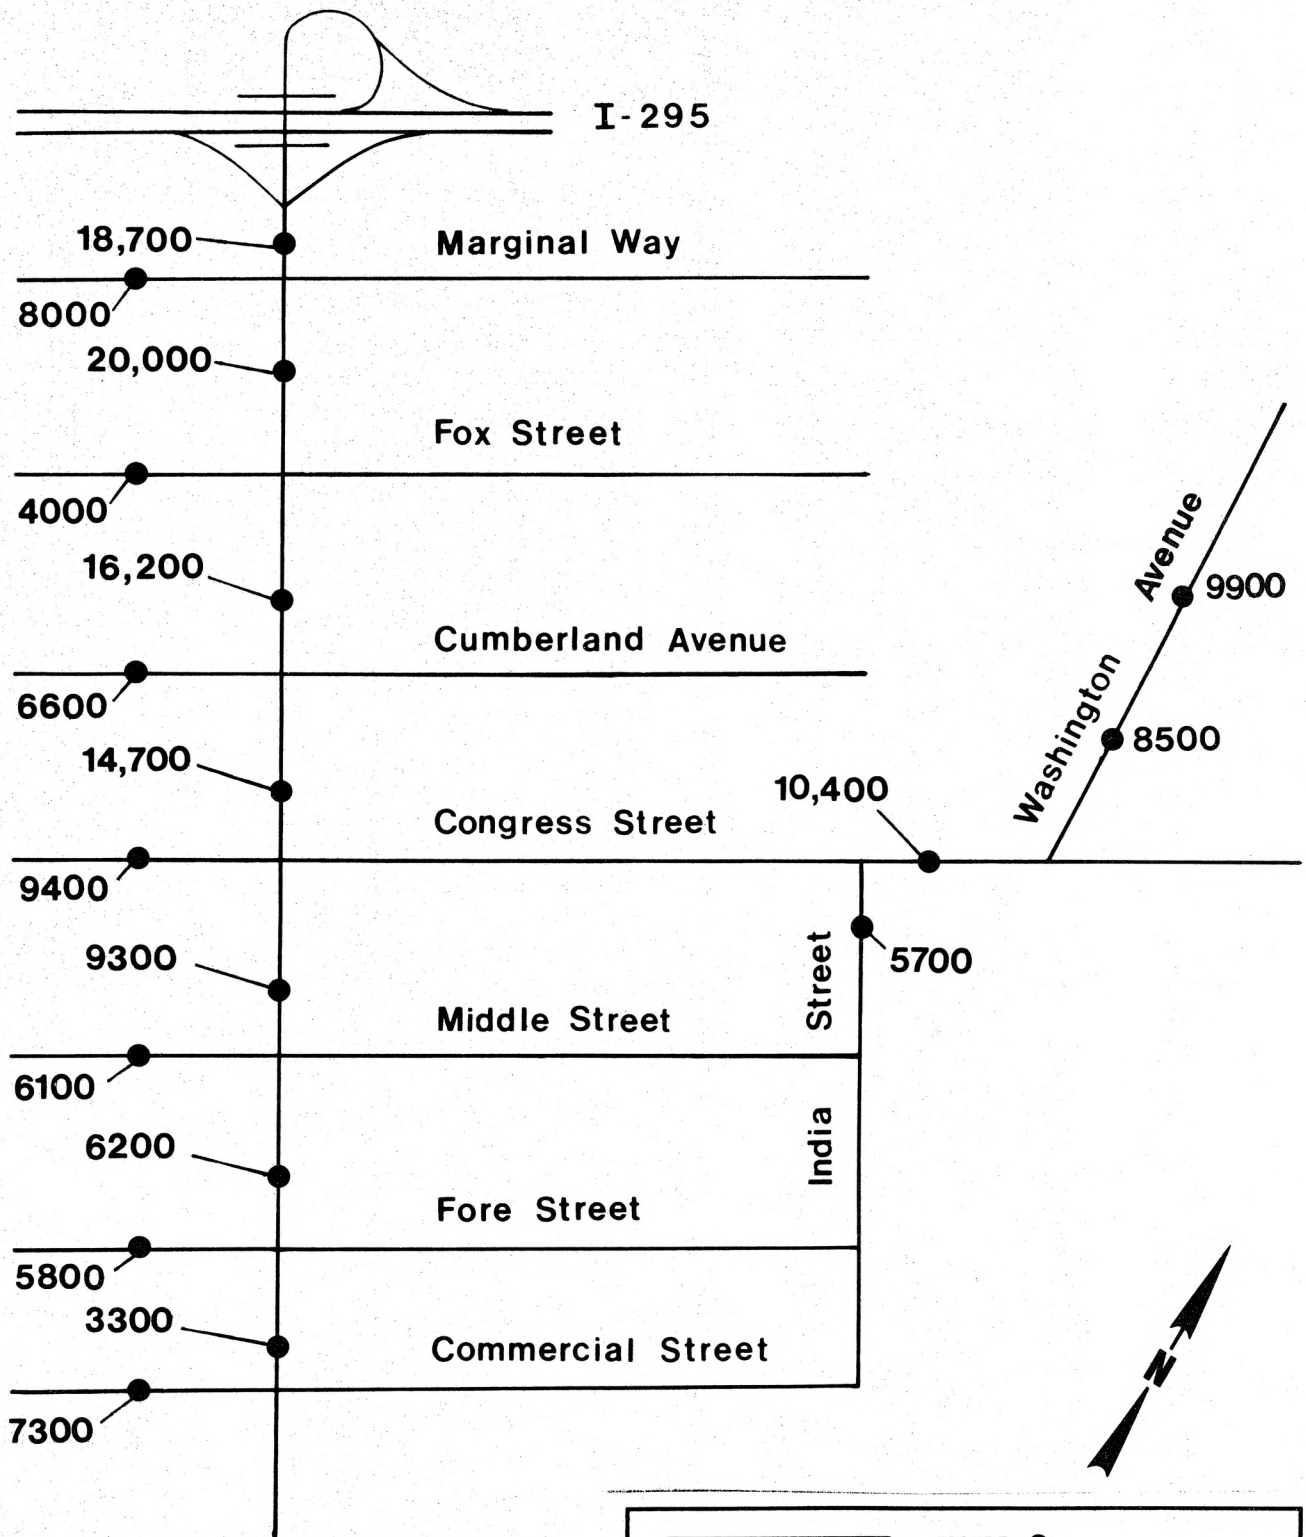 I-295
18,700
Marginal Way
8000
20,000
Fox Street
4000
16,200
Avenue
9900
Cumberland Avenue
6600
Washington
8500
14,700
10,400
Congress Street
9400
9300
5700
Street
Middle Street
6100
6200
India
Fore Street
5800
3300
Commercial Street
N
7300